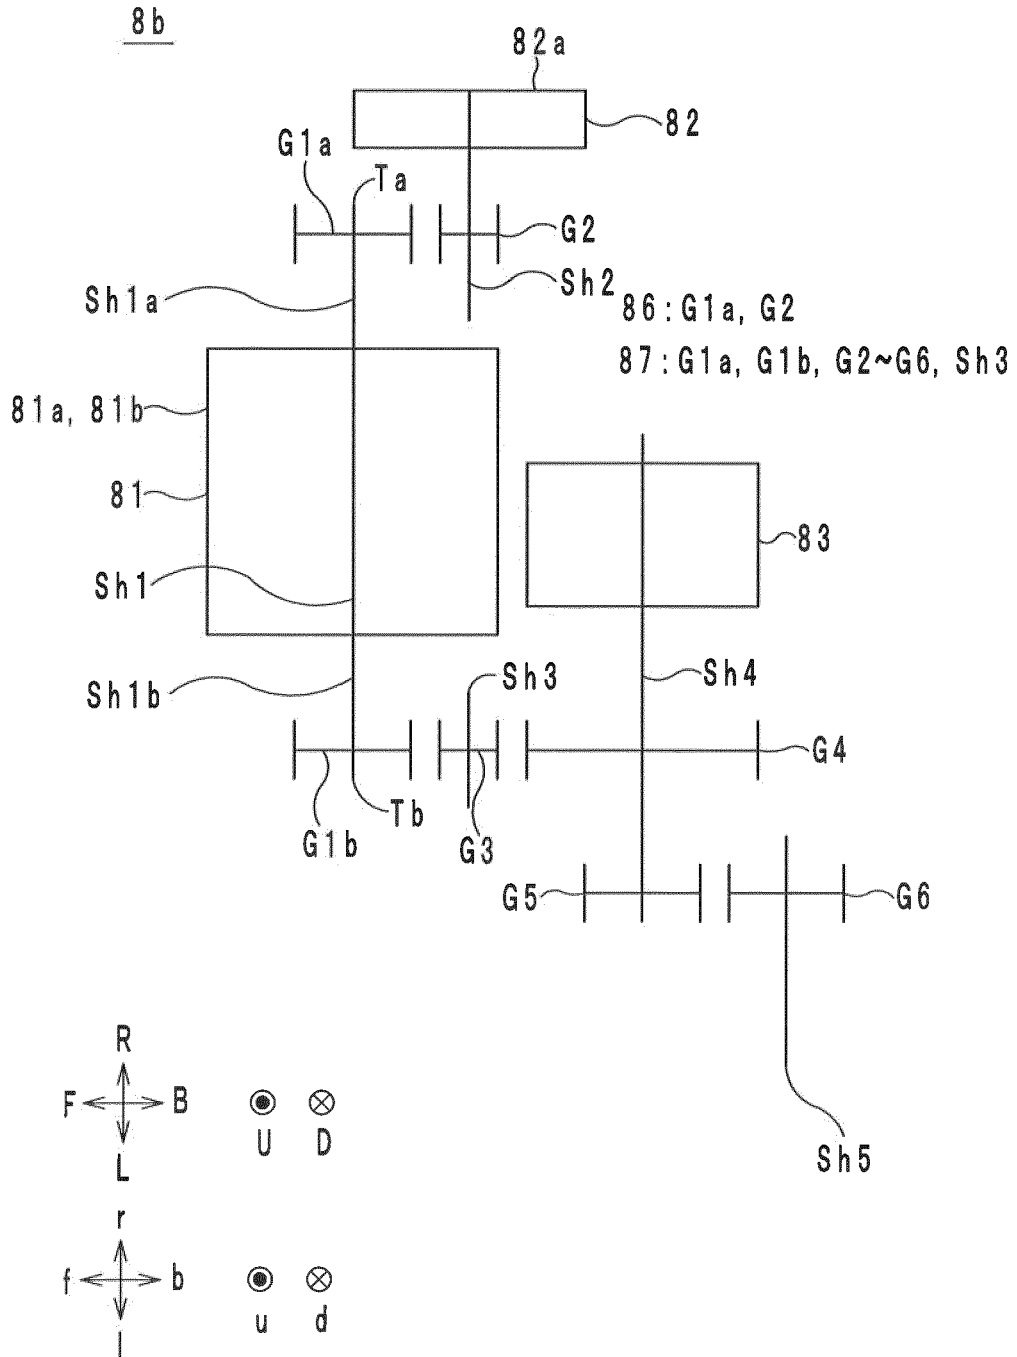 8b
82a
82
G1a
Ta
G2
Sh2
Sh1a
86:G1a, G2
87:G1a, G1b, G2~G6, Sh3
81a, 81b
81
83
Sh1
Sh3
Sh4
Sh1b
G4
Tb
G1b
G3
G5
G6
R
F B
U D
L
Sh5
r
f b
u d
l